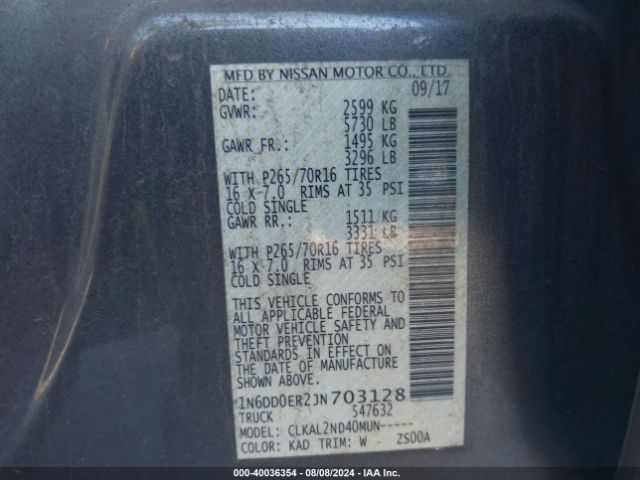 MFD BY NISSAN MOTOR CO., LTD.
DATE: 09/17
GVWR: 2599 KG
5730 LB
GAWR FR.: 1495 KG
3296 LB
WITH P265/70R16 TIRES
16 X 7.0 RIMS AT 35 PSI
COLD SINGLE
GAWR RR.: 1511 KG
3331 LB
WITH P265/70R16 TIRES
16 X 7.0 RIMS AT 35 PSI
COLD SINGLE
THIS VEHICLE CONFORMS TO
ALL APPLICABLE FEDERAL
MOTOR VEHICLE SAFETY AND
THEFT PREVENTION
STANDARDS IN EFFECT ON
THE DATE OF MANUFACTURE
SHOWN ABOVE.
1N6DD0ER2JN703128
TRUCK 547632
MODEL: CLKAL2ND40MUN-----
COLOR: KAD TRIM: W ZS00A
000-40036354 - 08/08/2024 - IAA Inc.